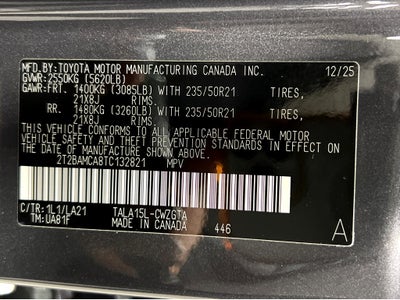 MFD.BY:TOYOTA MOTOR MANUFACTURING CANADA INC. 12/25
GVWR:2550KG (5620LB)
GAWR:FRT. 1400KG (3085LB) WITH 235/50R21 TIRES,
21X8J RIMS,
RR. 1480KG (3260LB) WITH 235/50R21 TIRES,
21X8J RIMS.
THIS VEHICLE CONFORMS TO ALL APPLICABLE FEDERAL MOTOR
VEHICLE SAFETY AND THEFT PREVENTION STANDARDS IN EFFECT
ON THE DATE OF MANUFACTURE SHOWN ABOVE.
2T2BAMCA8TC132821 MPV
C/TR:1L1/LA21 TALA15L-CWZGTA
TM:UA81F MADE IN CANADA 446 A